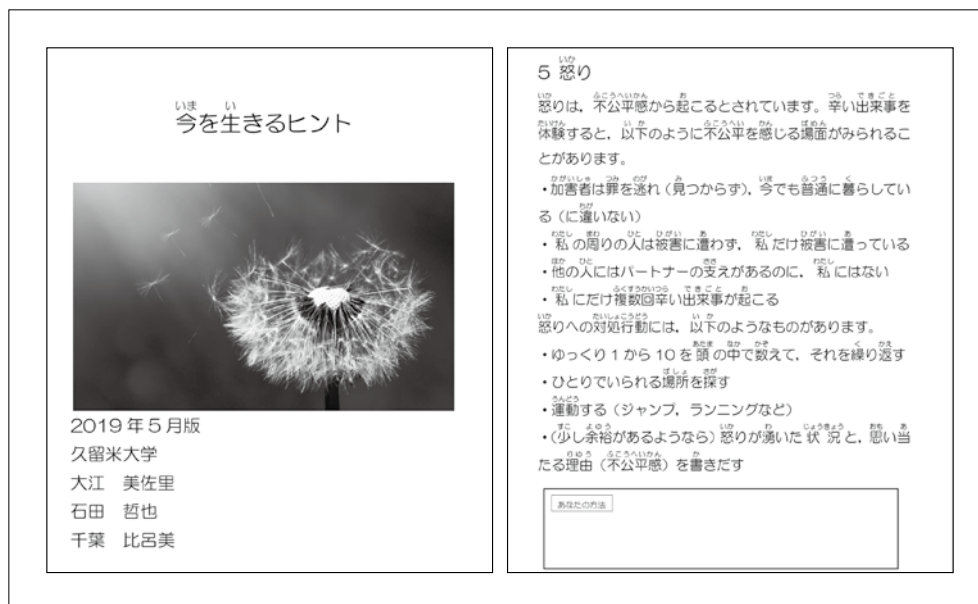 今を生きるヒント
2019年5月版
久留米大学
大江 美佐里
石田 哲也
千葉 比呂美
5 怒り
怒りは，不公平感から起こるとされています。辛い出来事を
体験すると，以下のように不公平を感じる場面がみられるこ
とがあります。
・加害者は罪を逃れ（見つからず），今でも普通に暮らしてい
る（に違いない）
・私の周りの人は被害に遭わず，私だけ被害に遭っている
・他の人にはパートナーの支えがあるのに，私にはない
・私にだけ複数回辛い出来事が起こる
怒りへの対処行動には，以下のようなものがあります。
・ゆっくり1から10を頭の中で数えて，それを繰り返す
・ひとりでいられる場所を探す
・運動する（ジャンプ，ランニングなど）
・（少し余裕があるようなら）怒りが湧いた状況と，思い当
たる理由（不公平感）を書きだす
あなたの方法